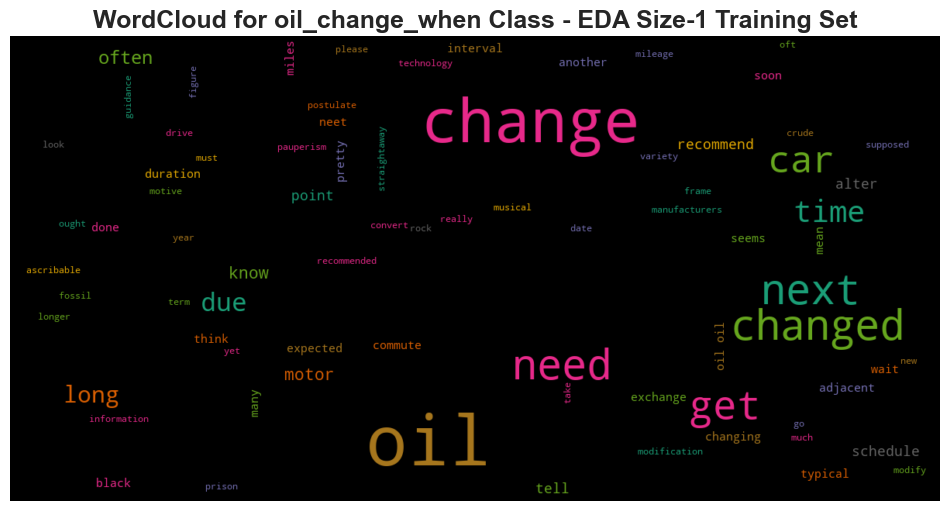 WordCloud for oil_change_when Class - EDA Size-1 Training Set
often
miles
please
interval
technology
another
mileage
oft
soon
guidance
figure
postulate
neet
change
look
drive
must
pauperism
pretty
straightaway
recommend
variety
crude
supposed
car
alter
duration
motive
point
musical
frame
manufacturers
time
ought
done
year
convert
rock
really
date
seems
mean
ascribable
know
recommended
fossil
term
due
next
longer
changed
think
yet
expected
commute
need
oil oil
new
wait
long
motor
many
take
exchange
get
adjacent
information
oil
changing
go
much
modification
schedule
black
prison
tell
typical
modify